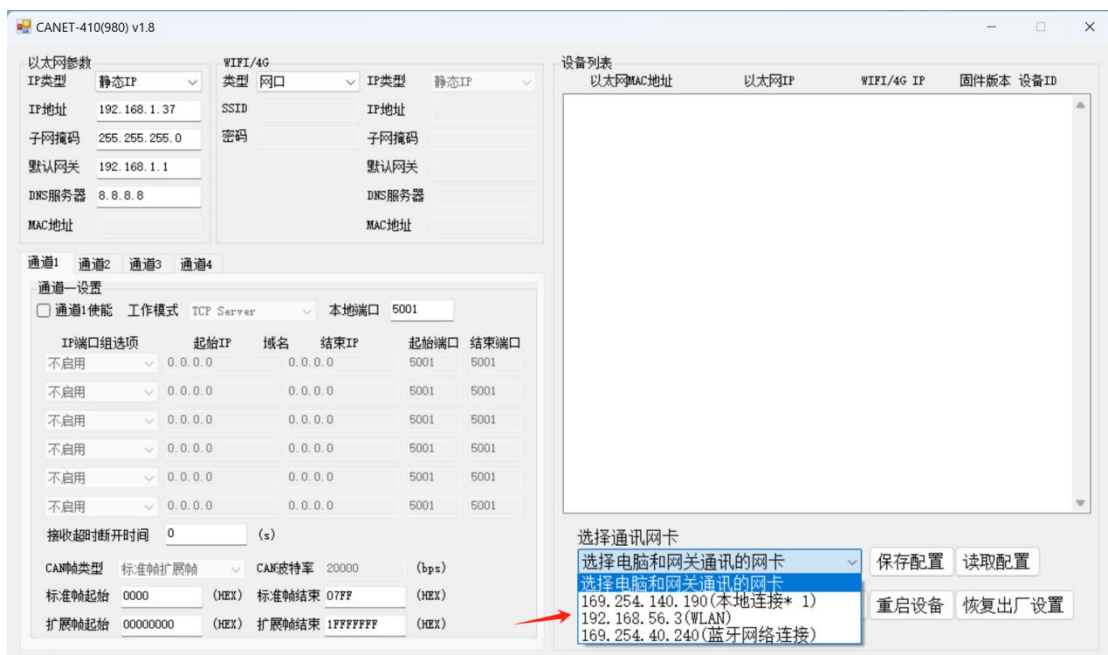 CANET-410(980) v1.8
以太网参数
IP类型 静态IP
IP地址 192.168.1.37
子网掩码 255.255.255.0
默认网关 192.168.1.1
DNS服务器 8.8.8.8
MAC地址
WIFI/4G
类型 网口 IP类型 静态IP
SSID IP地址
密码 子网掩码
默认网关
DNS服务器
MAC地址
通道1 通道2 通道3 通道4
通道一设置
通道1使能 工作模式 TCP Server 本地端口 5001
IP端口组选项 起始IP 域名 结束IP 起始端口 结束端口
不启用 0.0.0.0 0.0.0.0 5001 5001
不启用 0.0.0.0 0.0.0.0 5001 5001
不启用 0.0.0.0 0.0.0.0 5001 5001
不启用 0.0.0.0 0.0.0.0 5001 5001
不启用 0.0.0.0 0.0.0.0 5001 5001
不启用 0.0.0.0 0.0.0.0 5001 5001
接收超时断开时间 0 (s)
CAN帧类型 标准帧扩展帧 CAN波特率 20000 (bps)
标准帧起始 0000 (HEX) 标准帧结束 07FF (HEX)
扩展帧起始 00000000 (HEX) 扩展帧结束 1FFFFFFF (HEX)
设备列表
以太网MAC地址 以太网IP WIFI/4G IP 固件版本 设备ID
选择通讯网卡
选择电脑和网关通讯的网卡 保存配置 读取配置
选择电脑和网关通讯的网卡
169.254.140.190(本地连接* 1)
192.168.56.3(WLAN)
169.254.40.240(蓝牙网络连接)
重启设备 恢复出厂设置